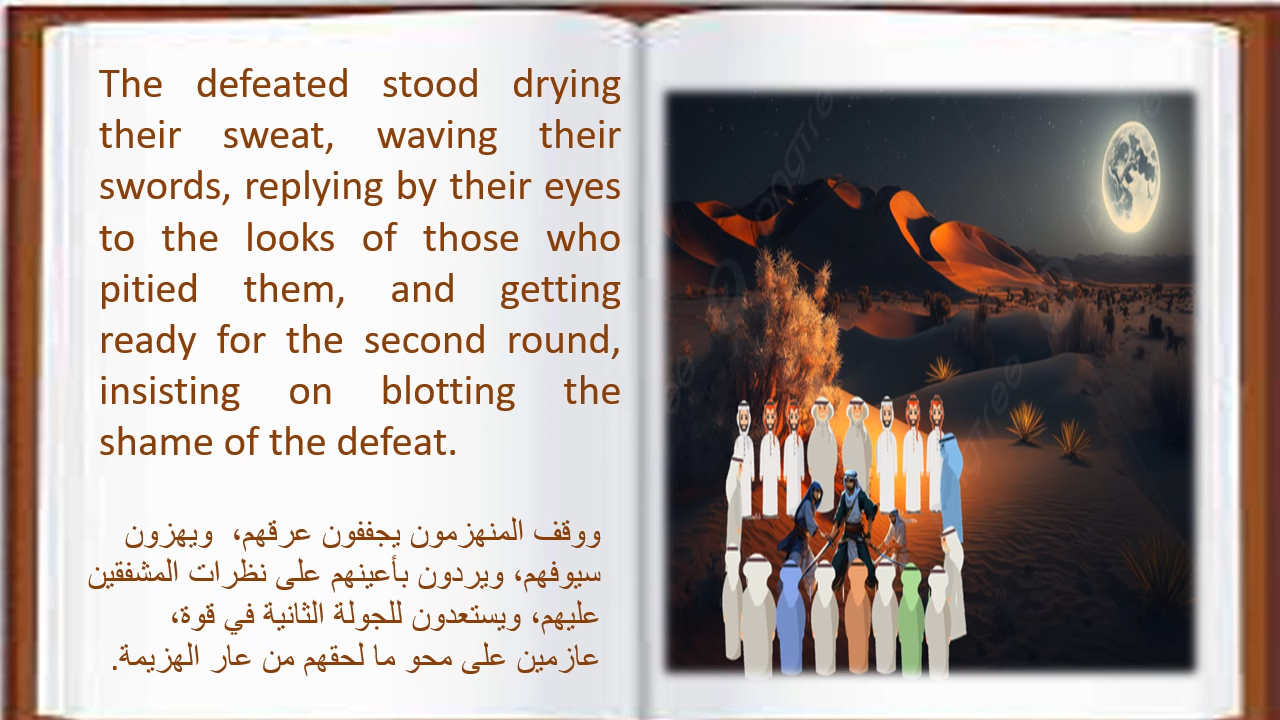 The defeated stood drying
their sweat, waving their
swords, replying by their eyes
to the looks of those who
pitied them, and getting
ready for the second round,
insisting on blotting the
shame of the defeat.
ووقف المنهزمون يجففون عرقهم، ويهزون
سيوفهم، ويردون بأعينهم على نظرات المشفقين
عليهم، ويستعدون للجولة الثانية في قوة،
عازمين على محو ما لحقهم من عار الهزيمة.